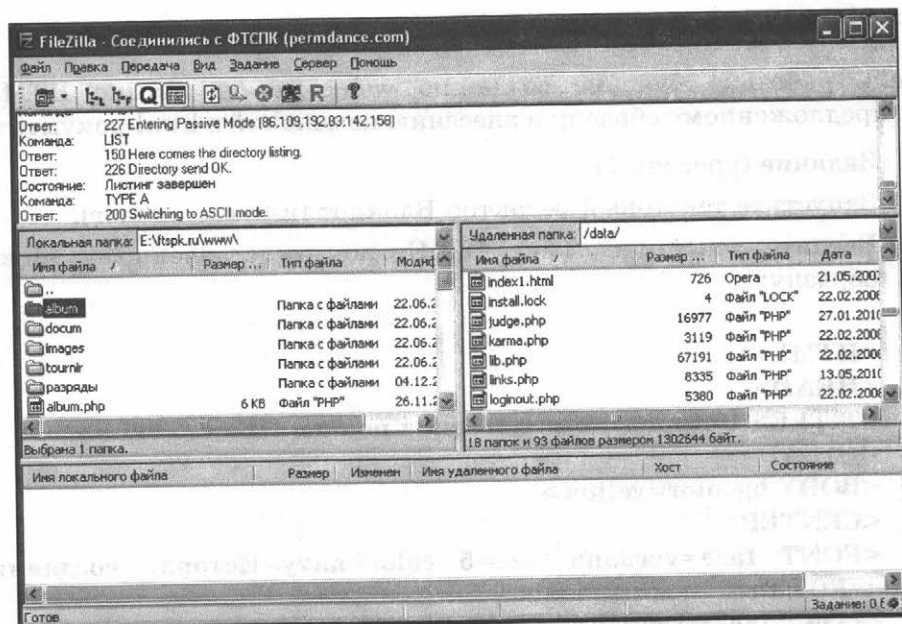 FileZilla - Соединились с ФТСПК (permdance.com)
Файл Правка Передача Вид Задание Сервер Помощь
Ответ: 227 Entering Passive Mode (86,109,192,83,142,158)
Команда: LIST
Ответ: 150 Here comes the directory listing.
Ответ: 226 Directory send OK.
Состояние: Листинг завершен
Команда: TYPE A
Ответ: 200 Switching to ASCII mode.
Локальная папка: E:\ftspk.ru\www\
Имя файла / Размер ... Тип файла Модиф
..
album Папка с файлами 22.06.2
docum Папка с файлами 22.06.2
images Папка с файлами 22.06.2
tournir Папка с файлами 22.06.2
разряды Папка с файлами 04.12.2
album.php 6 KB Файл "PHP" 26.11.2
Выбрана 1 папка.
Удаленная папка: /data/
Имя файла / Размер ... Тип файла Дата
index1.html 726 Opera 21.05.2007
install.lock 4 Файл "LOCK" 22.02.2008
judge.php 16977 Файл "PHP" 27.01.2010
karma.php 3119 Файл "PHP" 22.02.2008
lib.php 67191 Файл "PHP" 22.02.2008
links.php 8335 Файл "PHP" 13.05.2010
loginout.php 5380 Файл "PHP" 22.02.2008
18 папок и 93 файлов размером 1302644 байт.
Имя локального файла Размер Изменен Имя удаленного файла Хост Состояние
Готов
Задание: 0 б